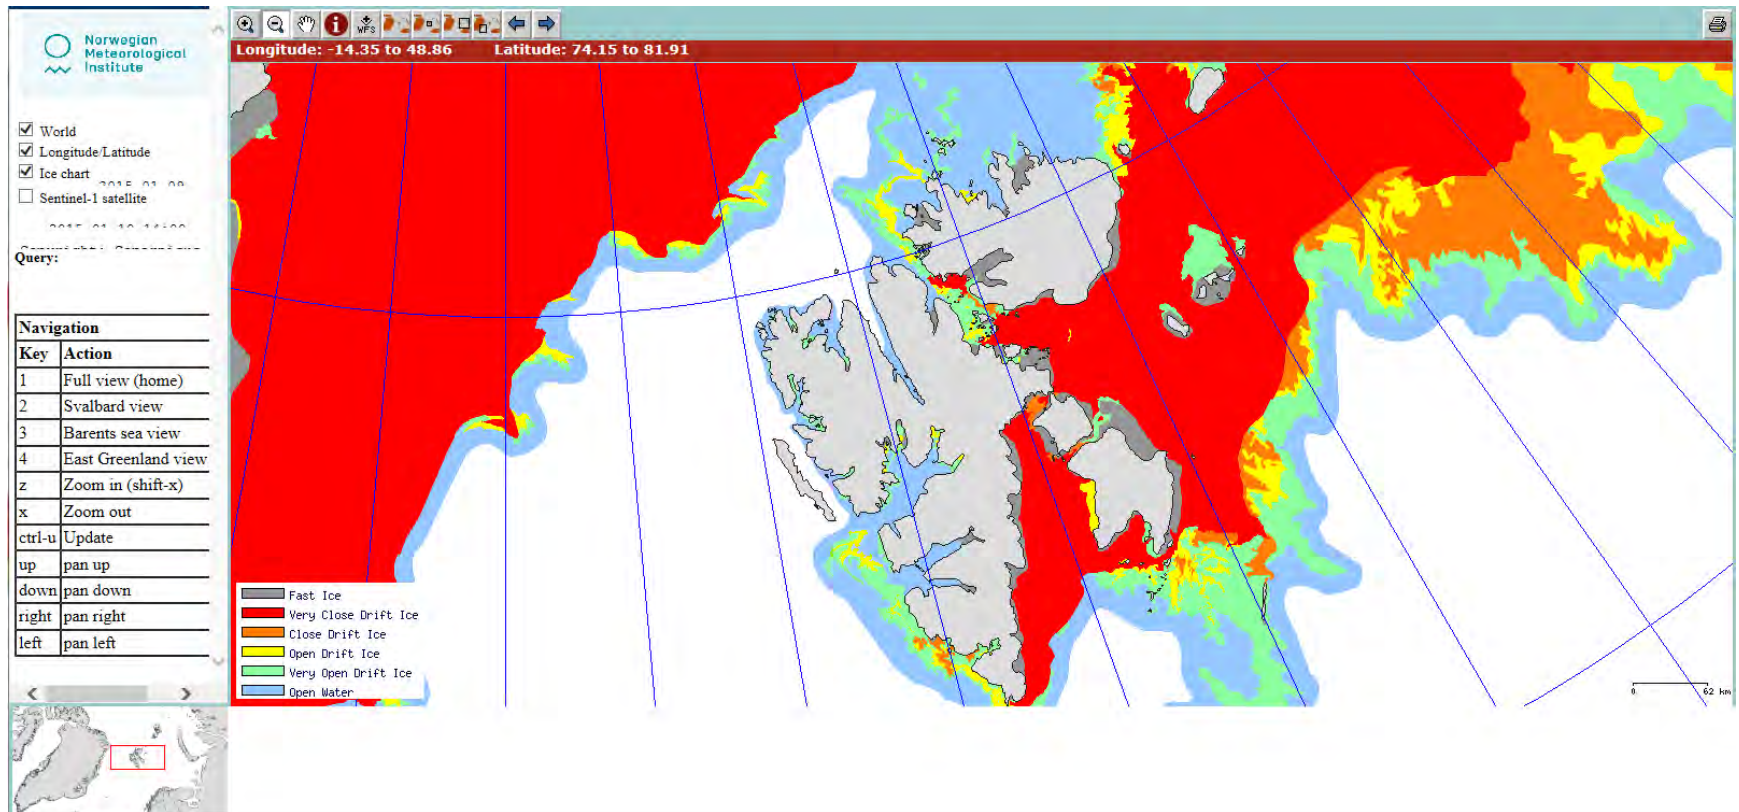 Norwegian
Meteorological
Institute
World
Longitude/Latitude
Ice chart
Sentinel-1 satellite
Query:
Navigation
Key Action
1 Full view (home)
2 Svalbard view
3 Barents sea view
4 East Greenland view
z Zoom in (shift-x)
x Zoom out
ctrl-u Update
up pan up
down pan down
right pan right
left pan left
WFS
Longitude: -14.35 to 48.86 Latitude: 74.15 to 81.91
Fast Ice
Very Close Drift Ice
Close Drift Ice
Open Drift Ice
Very Open Drift Ice
Open Water
0 62 km